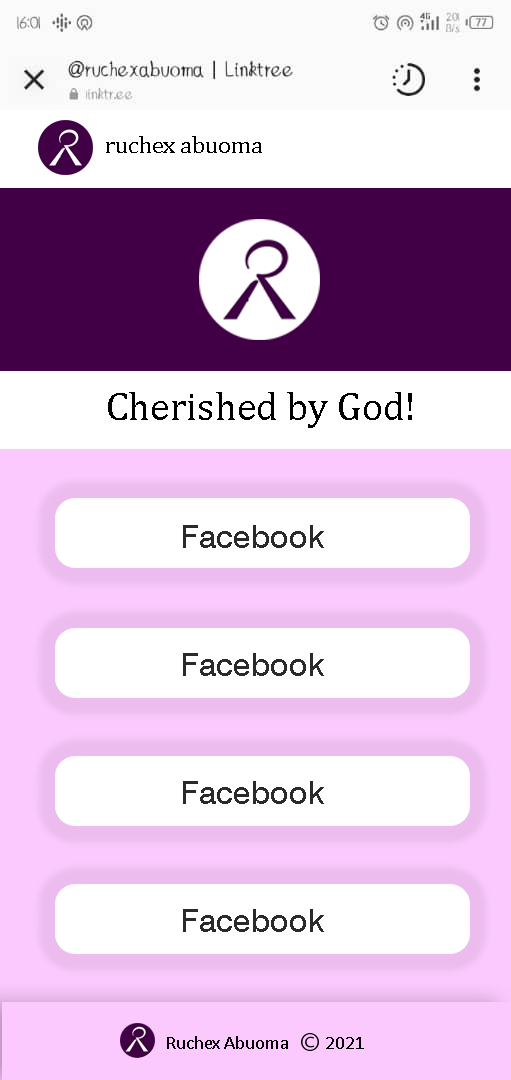 16:01 4G 201 B/s 77
@ruchexabuoma | Linktree
linktr.ee
ruchex abuoma
Cherished by God!
Facebook
Facebook
Facebook
Facebook
Ruchex Abuoma © 2021